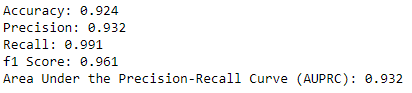 Accuracy: 0.924
Precision: 0.932
Recall: 0.991
f1 Score: 0.961
Area Under the Precision-Recall Curve (AUPRC): 0.932